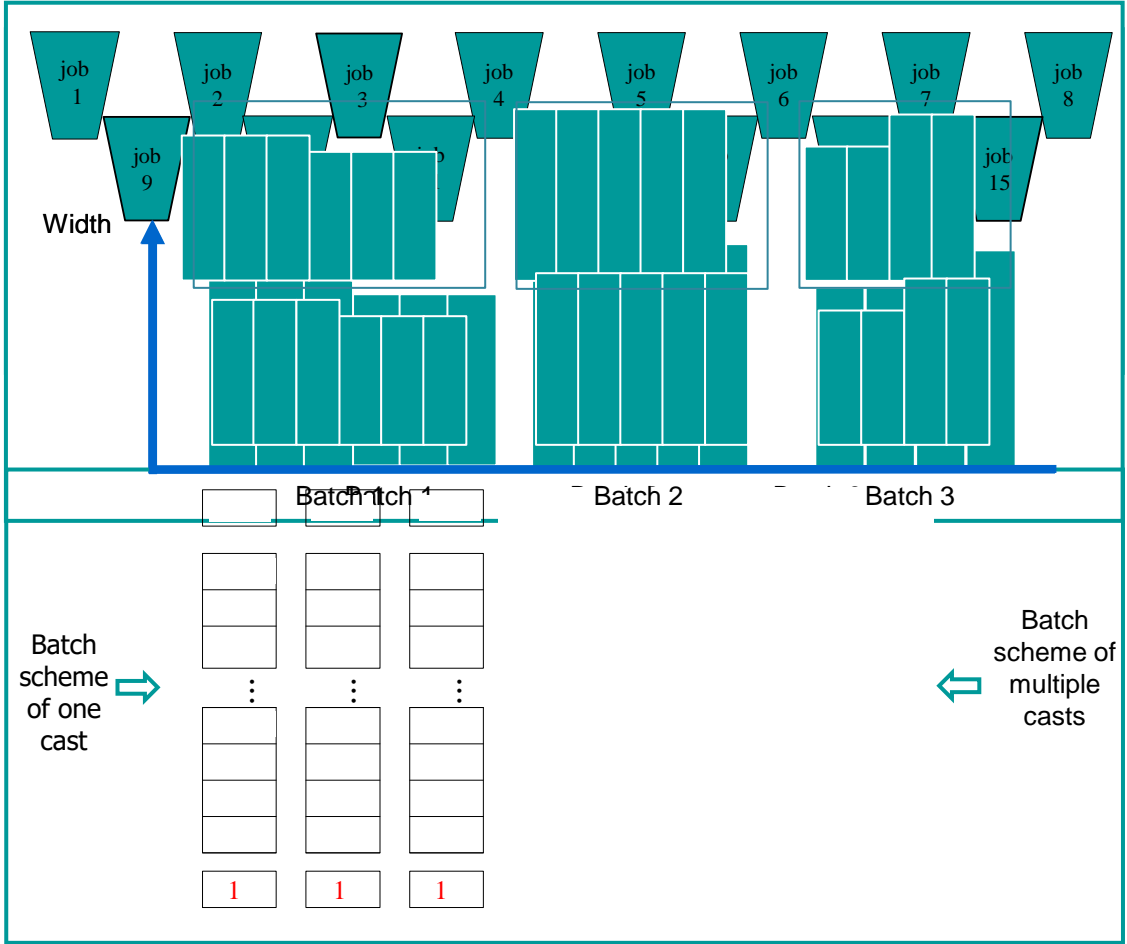 job
1
job
2
job
3
job
4
job
5
job
6
job
7
job
8
job
9
job
15
Width
Batch 1
Batch 2
Batch 3
Batch
scheme
of one
cast
Batch
scheme of
multiple
casts
1 1 1